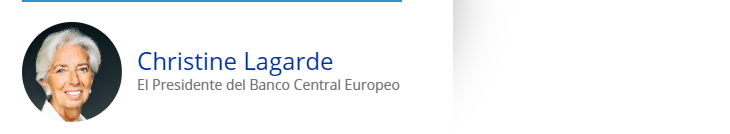 Christine Lagarde
El Presidente del Banco Central Europeo